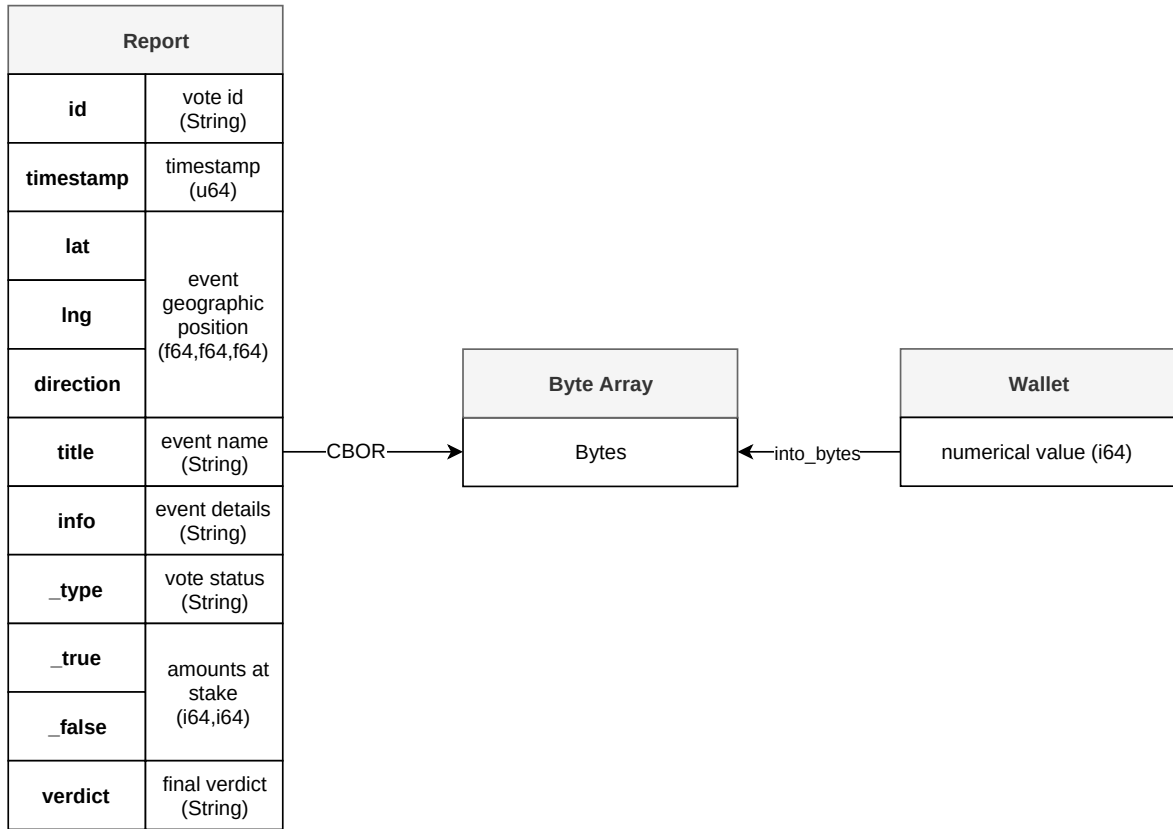 Report
id
vote id
(String)
timestamp
timestamp
(u64)
lat
lng
direction
event
geographic
position
(f64,f64,f64)
title
event name
(String)
info
event details
(String)
_type
vote status
(String)
_true
_false
amounts at
stake
(i64,i64)
verdict
final verdict
(String)
CBOR
Byte Array
Bytes
into_bytes
Wallet
numerical value (i64)